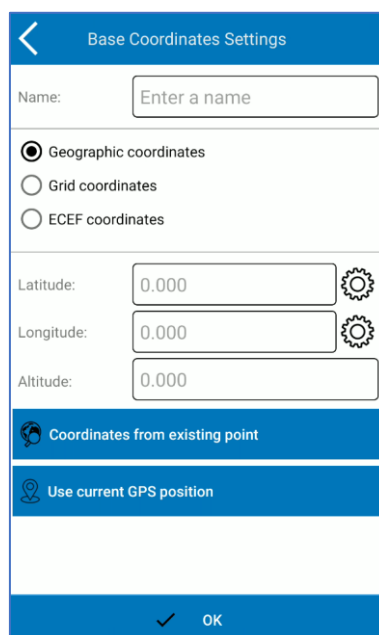 Base Coordinates Settings
Name: Enter a name
Geographic coordinates
Grid coordinates
ECEF coordinates
Latitude: 0.000
Longitude: 0.000
Altitude: 0.000
Coordinates from existing point
Use current GPS position
OK